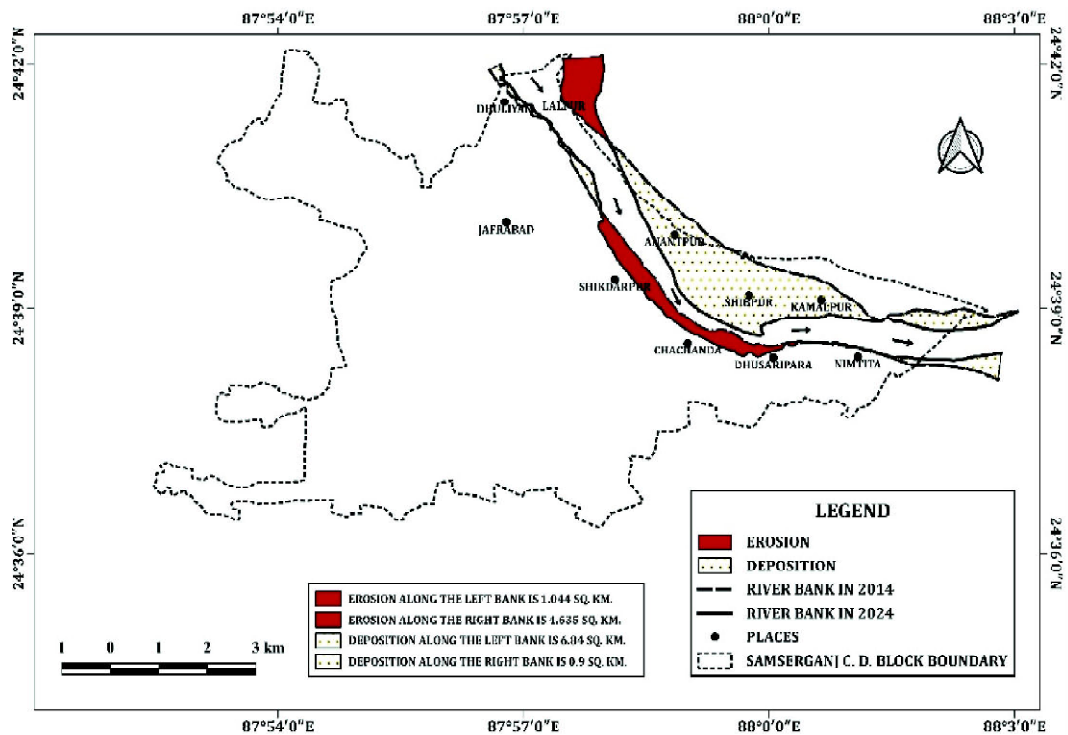 87°54'0"E 87°57'0"E 88°0'0"E 88°3'0"E
24°42'0"N 24°42'0"N
DHULIYAN LALPUR
ANANTPUR
JAFRABAD
SHIKDARPUR
SHIBPUR
KAMALPUR
24°39'0"N 24°39'0"N
CHACHANDA
DHUSARIPARA
NIMTITA
24°36'0"N 24°36'0"N
LEGEND
EROSION
DEPOSITION
RIVER BANK IN 2014
RIVER BANK IN 2024
PLACES
SAMSERGANJ C. D. BLOCK BOUNDARY
EROSION ALONG THE LEFT BANK IS 1.044 SQ. KM.
EROSION ALONG THE RIGHT BANK IS 4.635 SQ. KM.
DEPOSITION ALONG THE LEFT BANK IS 6.84 SQ. KM.
DEPOSITION ALONG THE RIGHT BANK IS 0.9 SQ. KM.
1 0 1 2 3 km
87°54'0"E 87°57'0"E 88°0'0"E 88°3'0"E